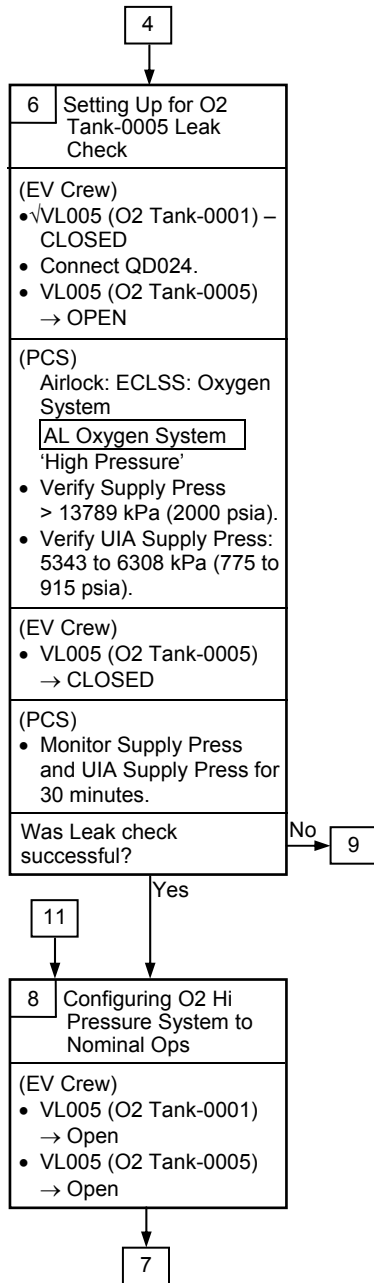 4
6 Setting Up for O2
Tank-0005 Leak
Check
(EV Crew)
•√VL005 (O2 Tank-0001) –
CLOSED
• Connect QD024.
• VL005 (O2 Tank-0005)
→ OPEN
(PCS)
Airlock: ECLSS: Oxygen
System
AL Oxygen System
‘High Pressure’
• Verify Supply Press
> 13789 kPa (2000 psia).
• Verify UIA Supply Press:
5343 to 6308 kPa (775 to
915 psia).
(EV Crew)
• VL005 (O2 Tank-0005)
→ CLOSED
(PCS)
• Monitor Supply Press
and UIA Supply Press for
30 minutes.
Was Leak check
successful?
No
9
Yes
11
8 Configuring O2 Hi
Pressure System to
Nominal Ops
(EV Crew)
• VL005 (O2 Tank-0001)
→ Open
• VL005 (O2 Tank-0005)
→ Open
7